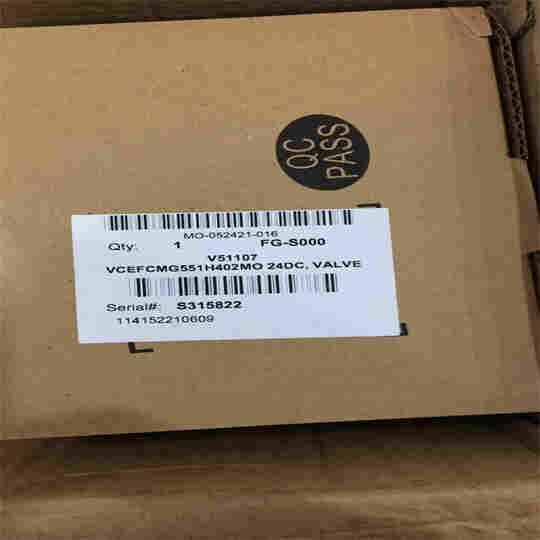 QC
PASS
MO-052421-016
Qty: 1 FG-S000
V51107
VCEFCMG551H402MO 24DC, VALVE
Serial#: S315822
114152210609